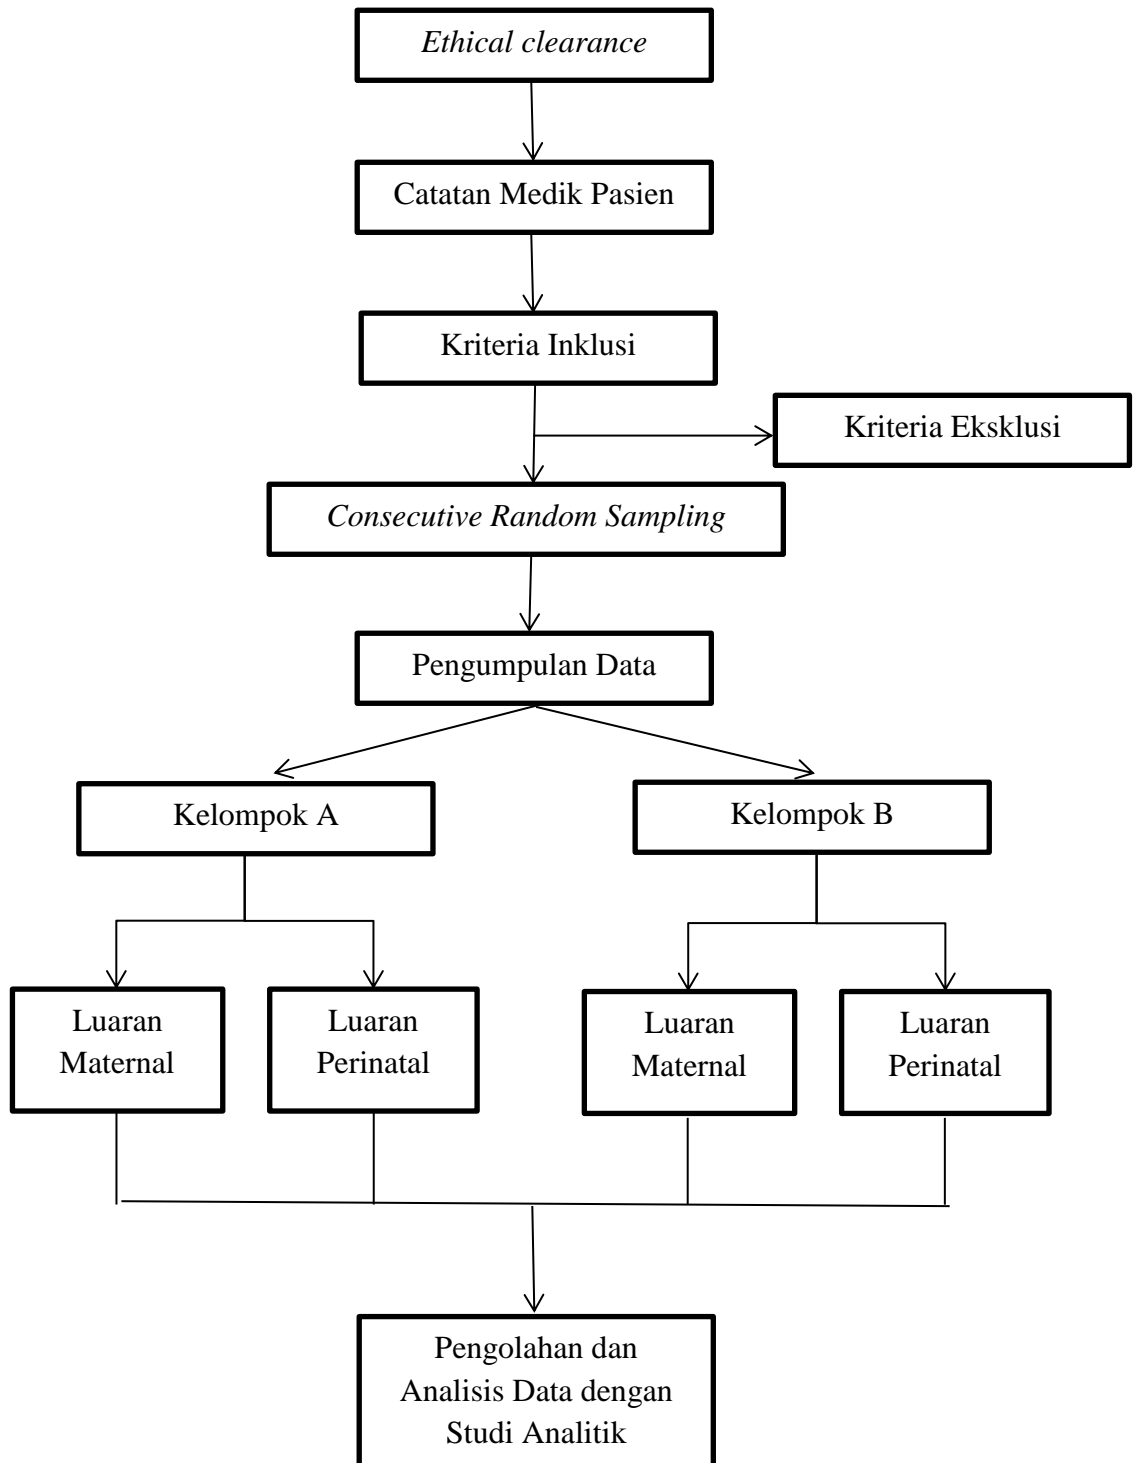 Ethical clearance
Catatan Medik Pasien
Kriteria Inklusi
Kriteria Eksklusi
Consecutive Random Sampling
Pengumpulan Data
Kelompok A
Kelompok B
Luaran
Maternal
Luaran
Perinatal
Luaran
Maternal
Luaran
Perinatal
Pengolahan dan
Analisis Data dengan
Studi Analitik